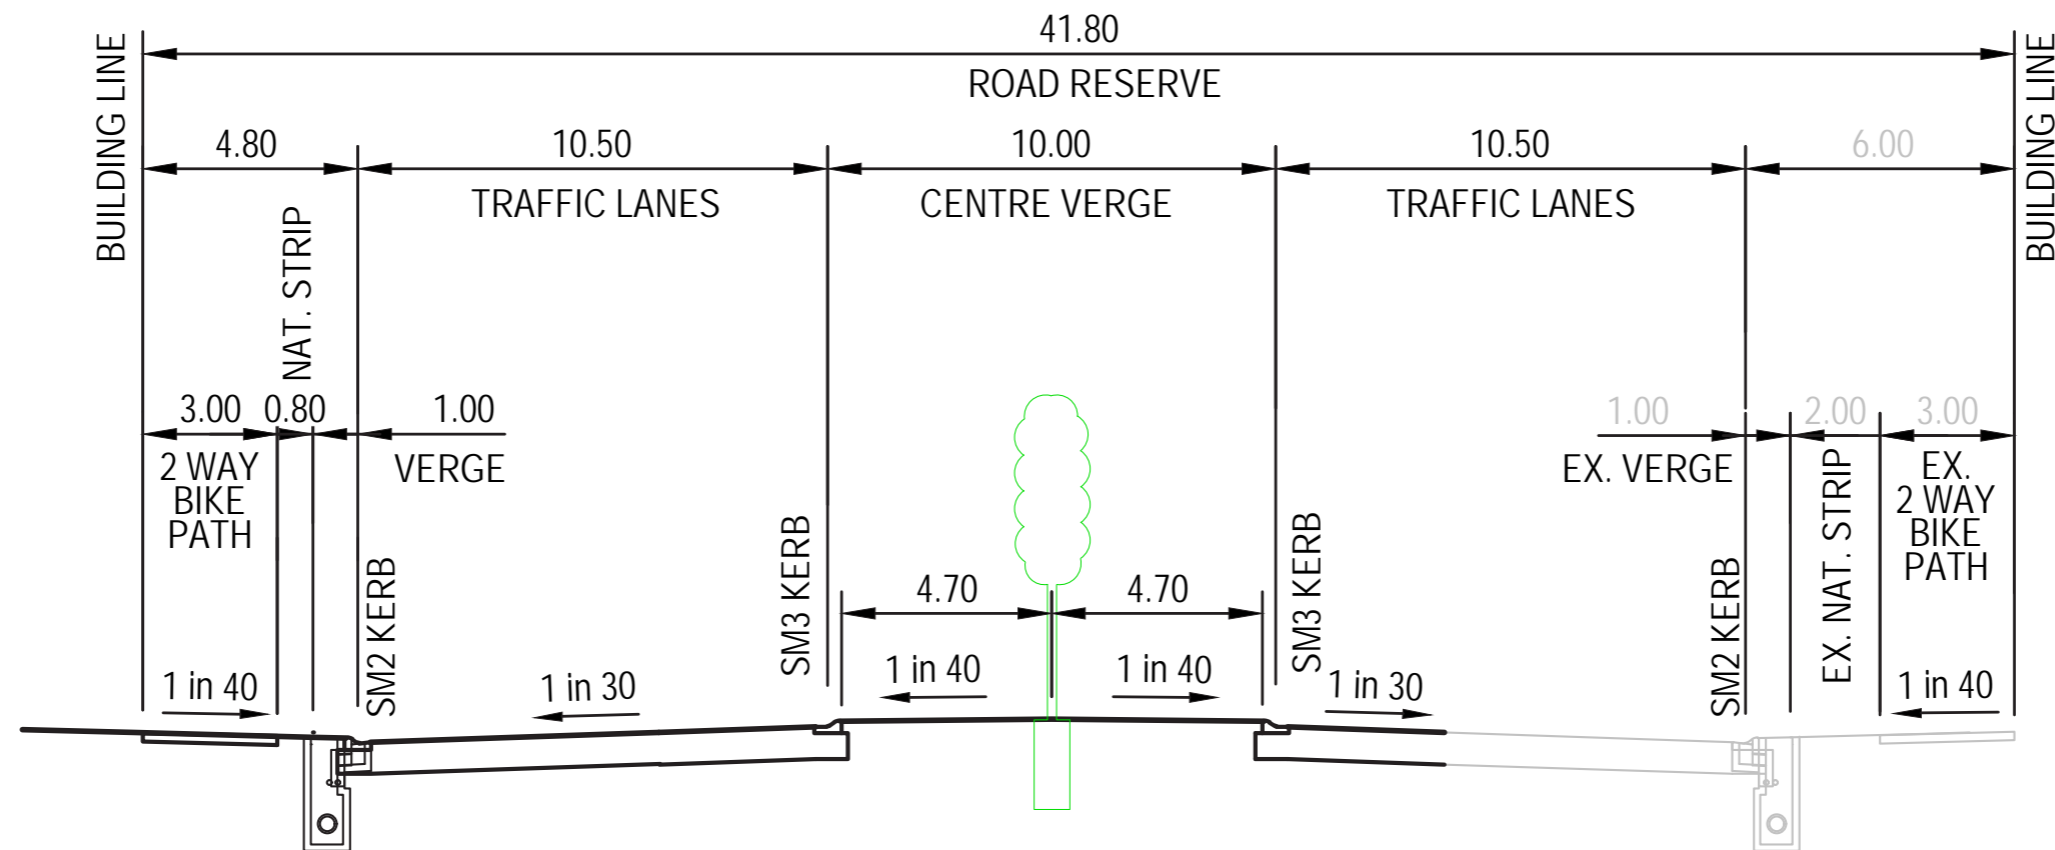 41.80
ROAD RESERVE
BUILDING LINE
BUILDING LINE
4.80
10.50
10.00
10.50
6.00
TRAFFIC LANES
CENTRE VERGE
TRAFFIC LANES
NAT. STRIP
3.00
0.80
1.00
1.00
2.00
3.00
2 WAY
BIKE
PATH
VERGE
EX. VERGE
EX. NAT. STRIP
EX.
2 WAY
BIKE
PATH
SM2 KERB
SM3 KERB
4.70
4.70
SM3 KERB
SM2 KERB
1 in 40
1 in 30
1 in 40
1 in 40
1 in 30
1 in 40